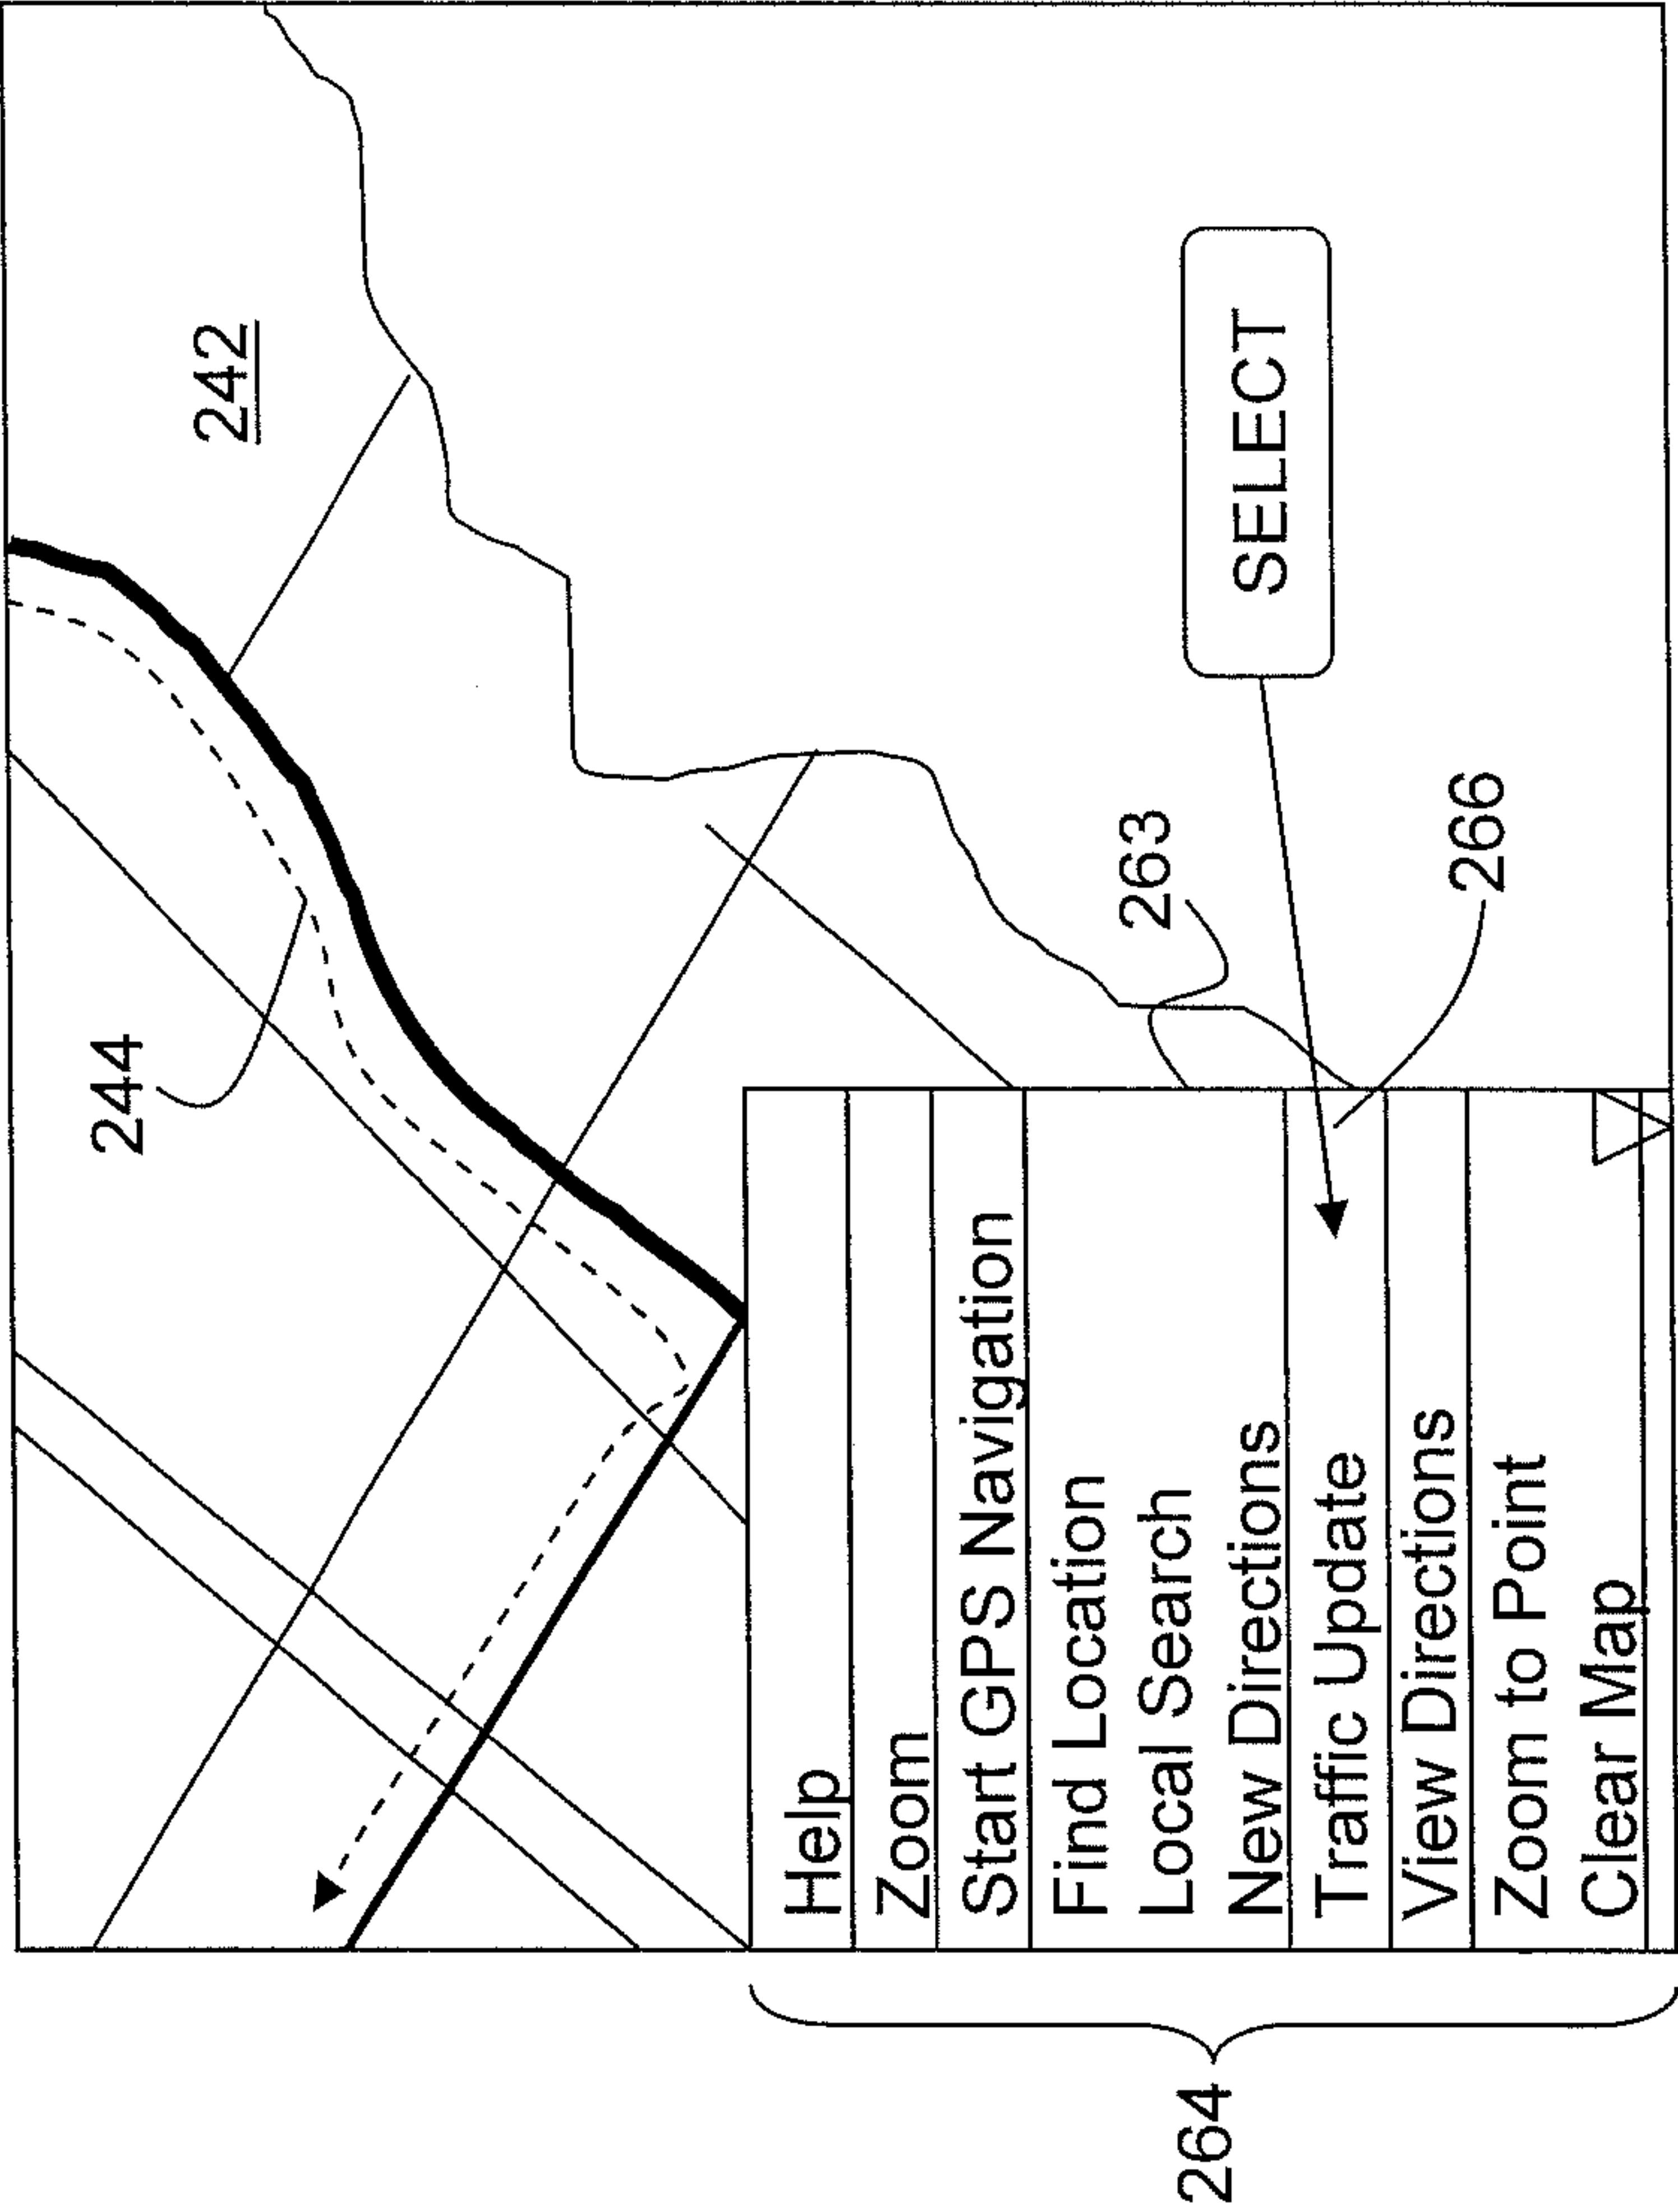 242
244
Help
Zoom
Start GPS Navigation
Find Location
Local Search
New Directions
Traffic Update
View Directions
Zoom to Point
Clear Map
263
SELECT
266
264